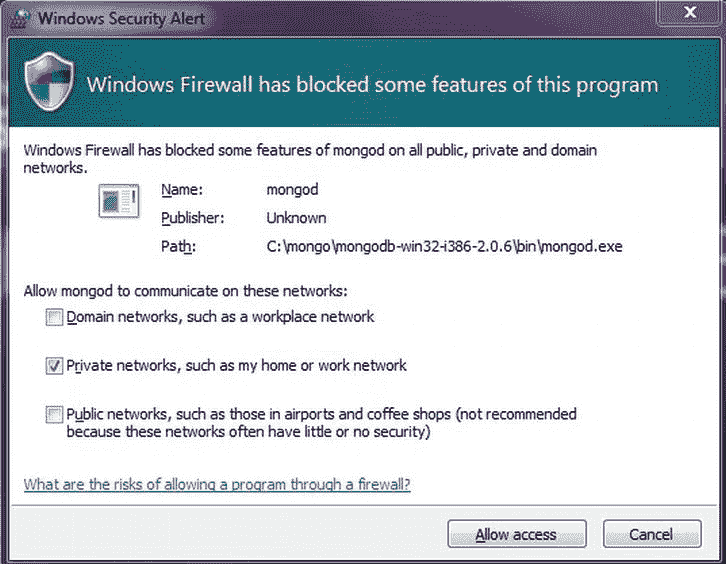 Windows Security Alert
X
Windows Firewall has blocked some features of this program
Windows Firewall has blocked some features of mongod on all public, private and domain
networks.
Name: mongod
Publisher: Unknown
Path: C:\mongo\mongodb-win32-i386-2.0.6\bin\mongod.exe
Allow mongod to communicate on these networks:
Domain networks, such as a workplace network
Private networks, such as my home or work network
Public networks, such as those in airports and coffee shops (not recommended
because these networks often have little or no security)
What are the risks of allowing a program through a firewall?
Allow access Cancel